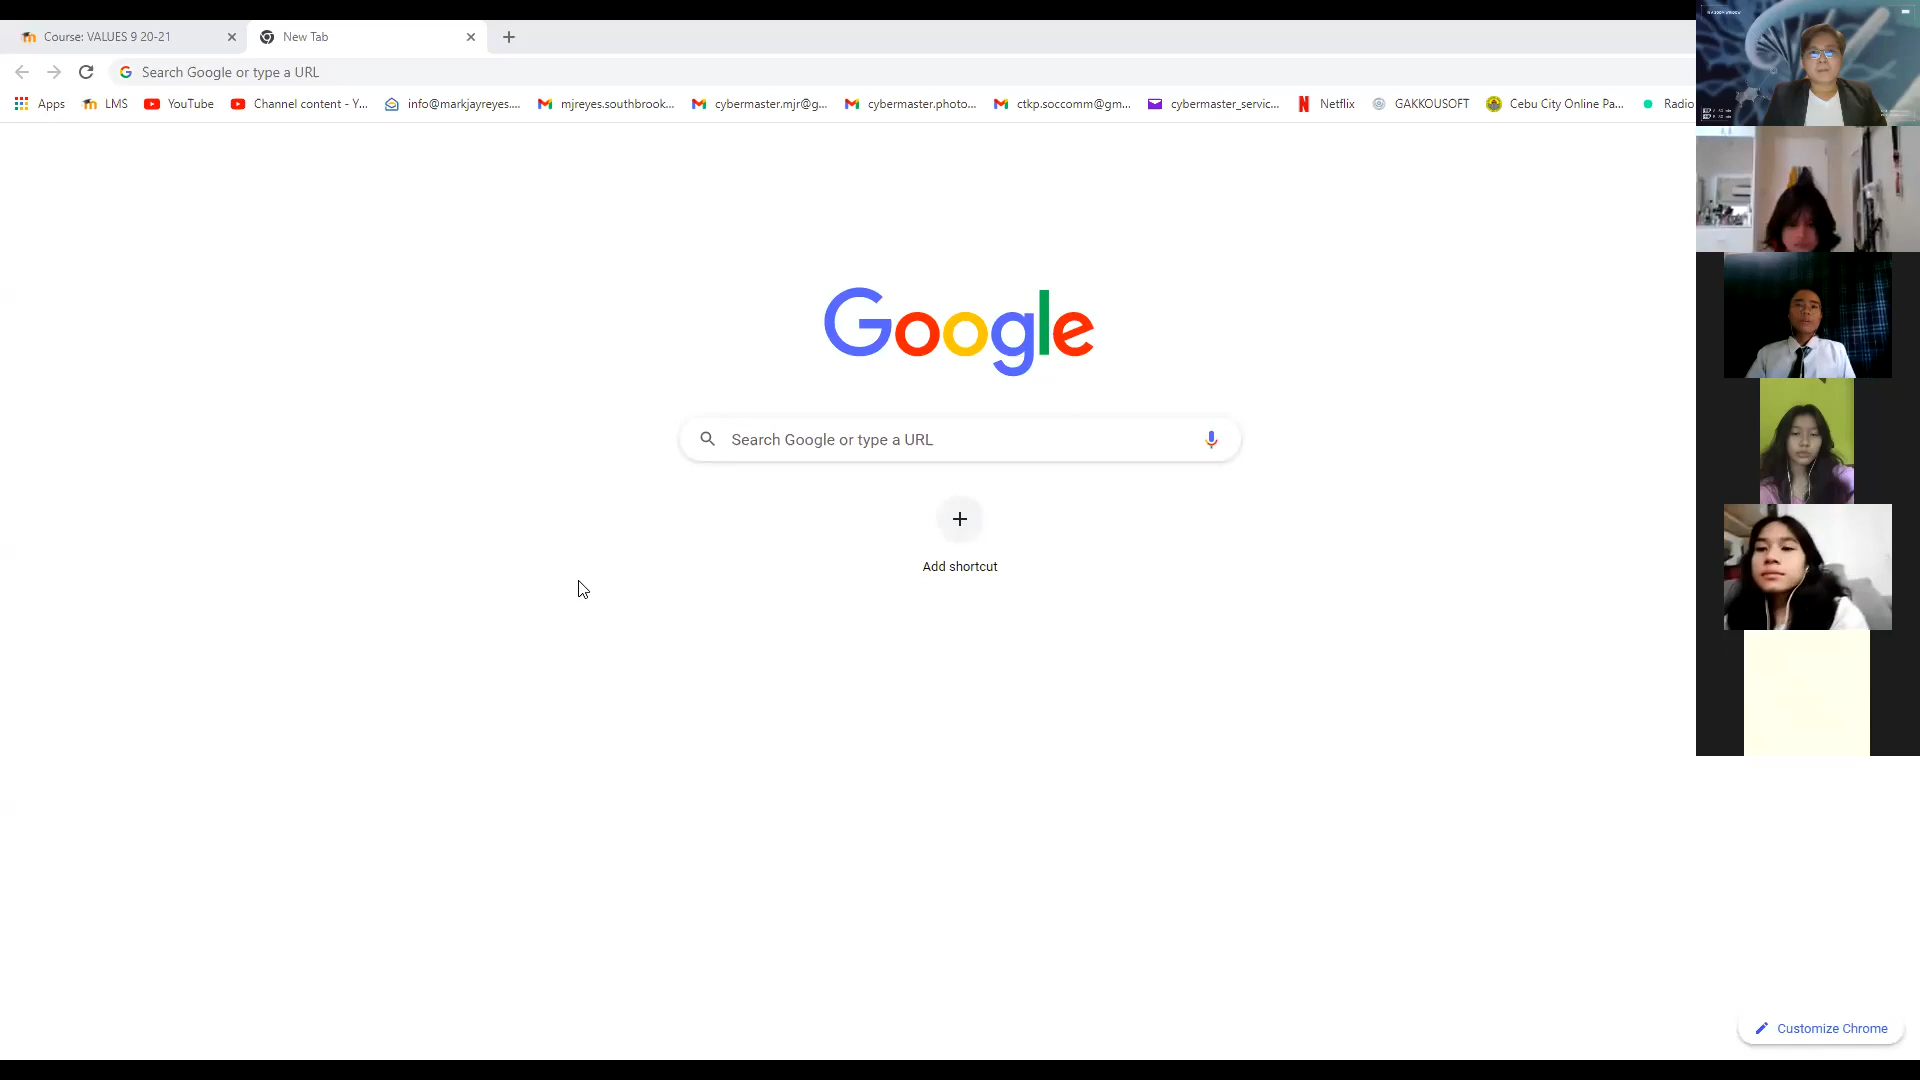 Course: VALUES 9 20-21
New Tab
Search Google or type a URL
Apps
LMS
YouTube
Channel content - Y...
info@markjayreyes....
mjreyes.southbrook...
cybermaster.mjr@g...
cybermaster.photo...
ctkp.soccomm@gm...
cybermaster_servic...
Netflix
GAKKOUSOFT
Cebu City Online Pa...
Radio
Google
Search Google or type a URL
Add shortcut
Customize Chrome